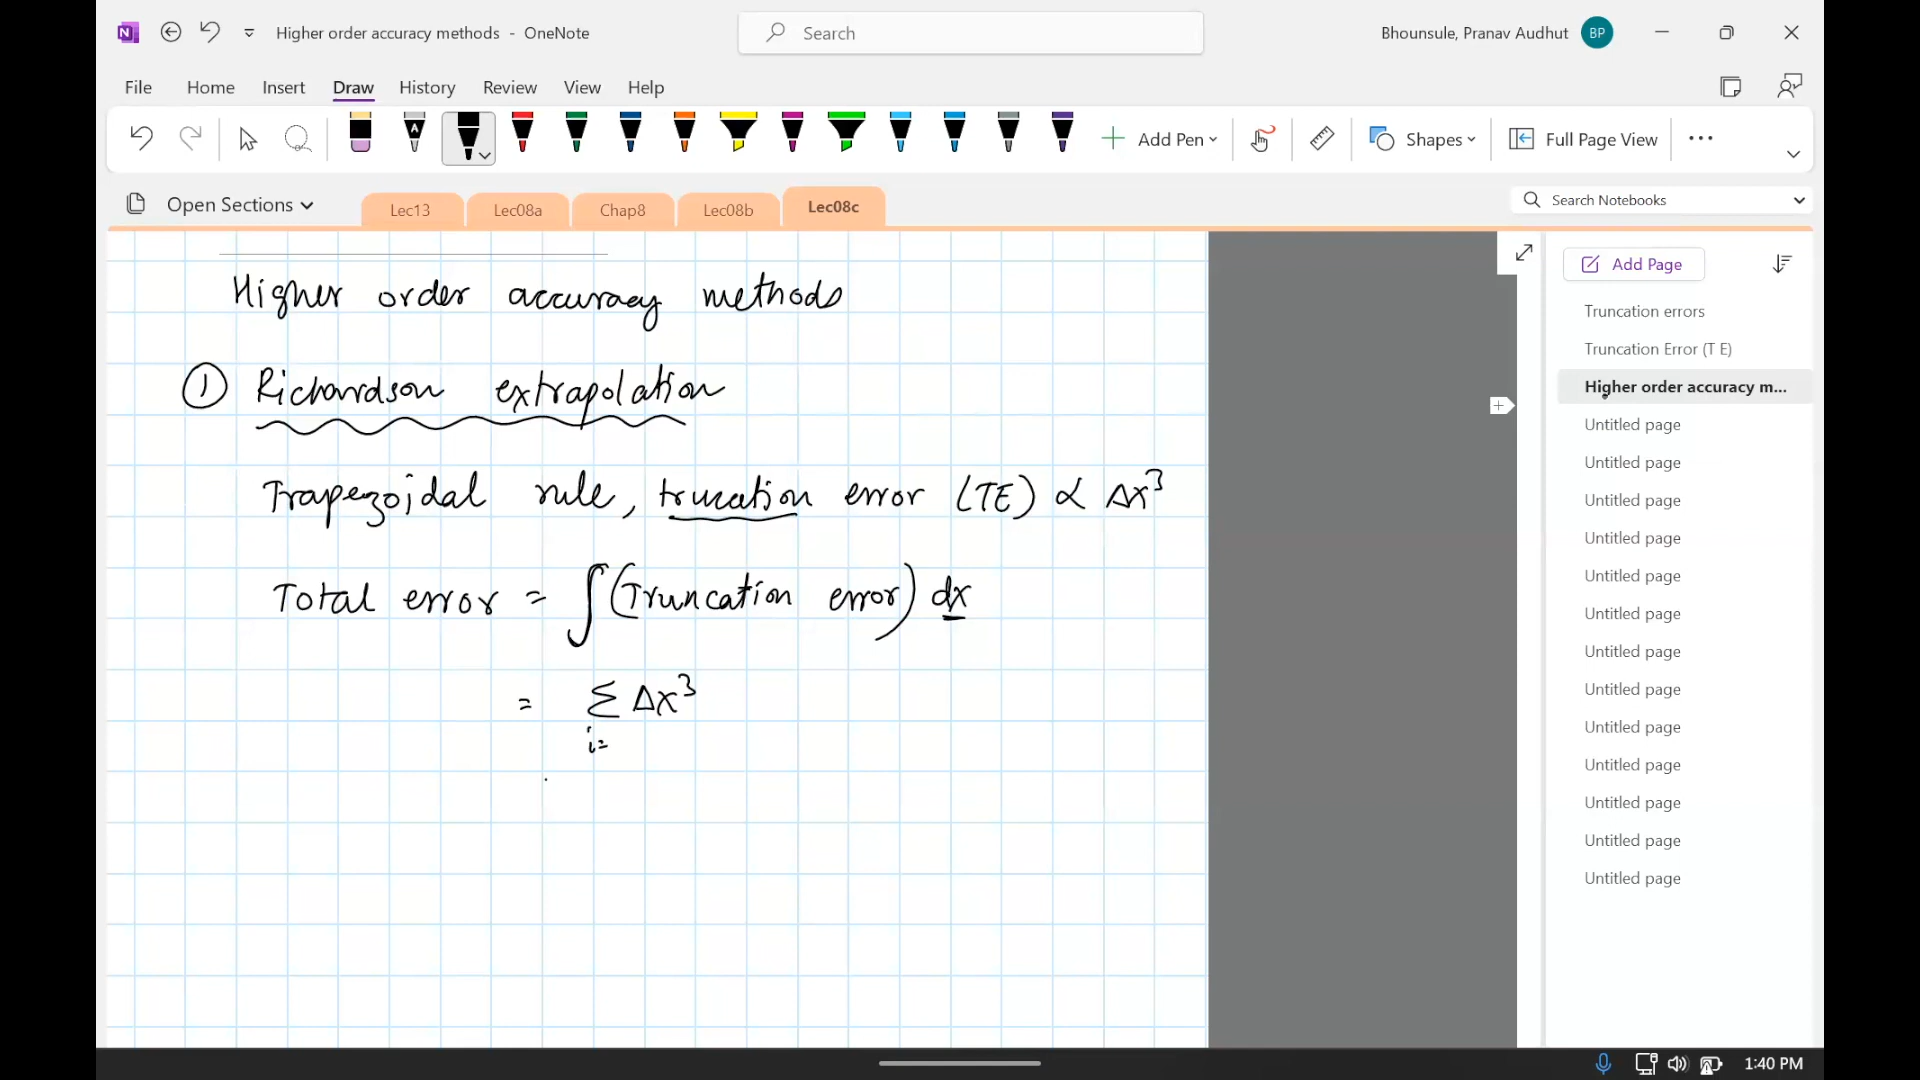 Higher order accuracy methods - OneNote
Search
Bhounsule, Pranav Audhut
BP
File Home Insert Draw History Review View Help
A
Add Pen
Shapes
Full Page View
Open Sections
Lec13
Lec08a
Chap8
Lec08b
Lec08c
Search Notebooks
Higher order accuracy methods
① Richardson extrapolation
Trapezoidal rule, trucation error (TE) ∝ Δx³
Total error = ∫(Truncation error) dx
= Σ Δx³
i=
Add Page
Truncation errors
Truncation Error (T E)
Higher order accuracy m...
Untitled page
Untitled page
Untitled page
Untitled page
Untitled page
Untitled page
Untitled page
Untitled page
Untitled page
Untitled page
Untitled page
Untitled page
Untitled page
1:40 PM